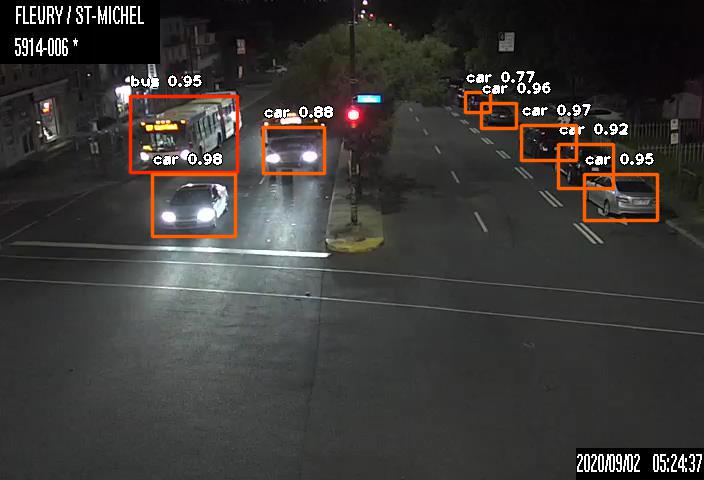 FLEURY / ST-MICHEL
5914-006 *
car 0.77
car 0.96
bus 0.95
car 0.88
car 0.97
car 0.92
car 0.98
car 0.95
2020/09/02 05:24:37